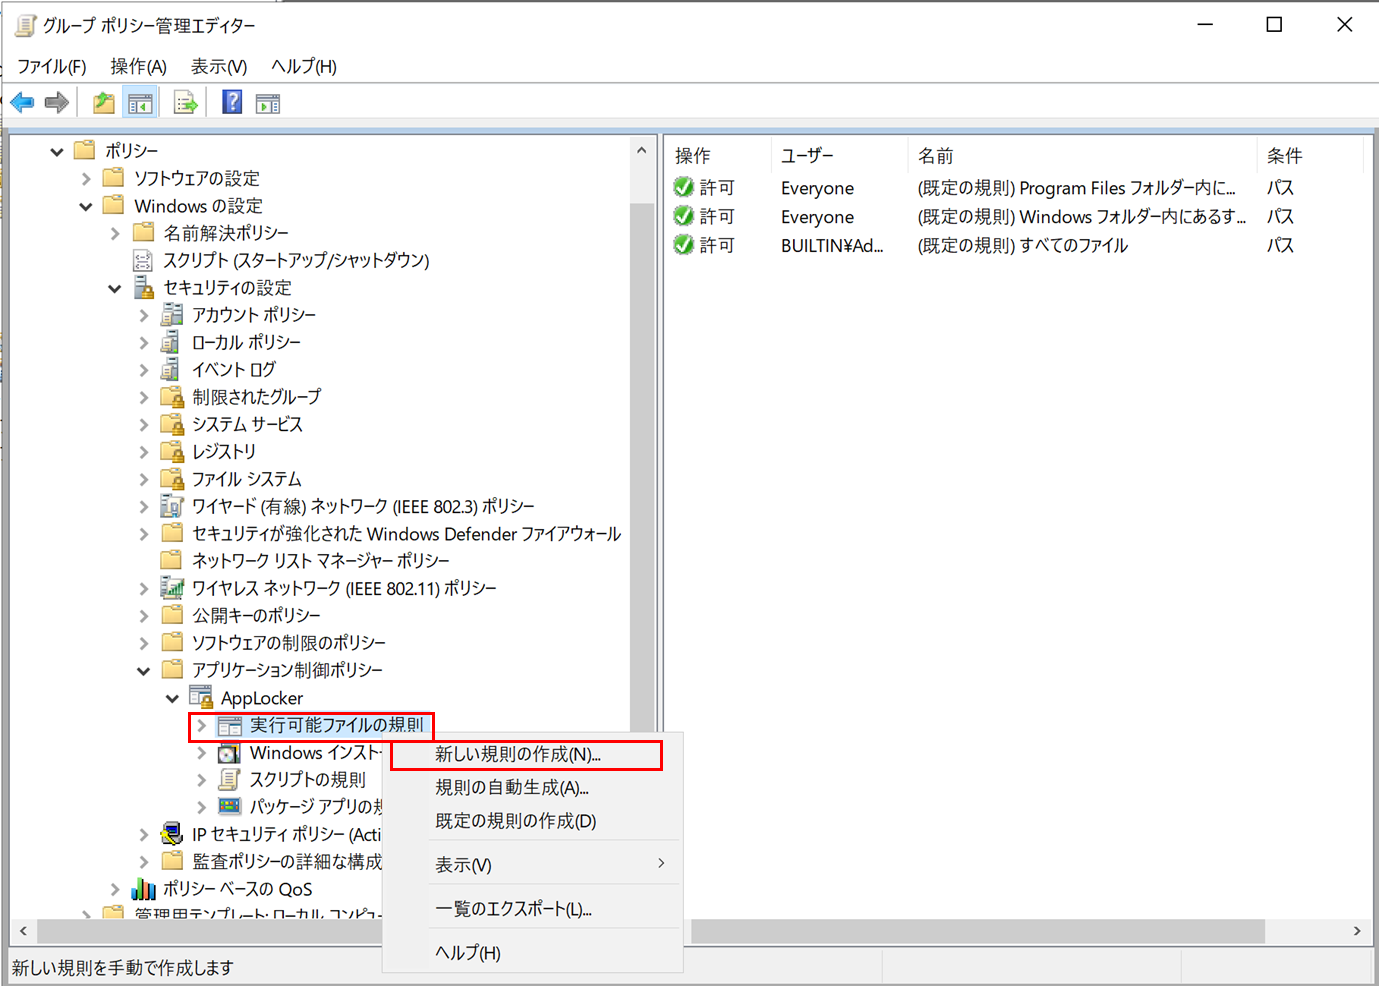 グループ ポリシー管理エディター
ファイル(F) 操作(A) 表示(V) ヘルプ(H)
ポリシー
ソフトウェアの設定
Windows の設定
名前解決ポリシー
スクリプト (スタートアップ/シャットダウン)
セキュリティの設定
アカウント ポリシー
ローカル ポリシー
イベント ログ
制限されたグループ
システム サービス
レジストリ
ファイル システム
ワイヤード (有線) ネットワーク (IEEE 802.3) ポリシー
セキュリティが強化された Windows Defender ファイアウォール
ネットワーク リスト マネージャー ポリシー
ワイヤレス ネットワーク (IEEE 802.11) ポリシー
公開キーのポリシー
ソフトウェアの制限のポリシー
アプリケーション制御ポリシー
AppLocker
実行可能ファイルの規則
Windows インスト
スクリプトの規則
パッケージ アプリの規
IP セキュリティ ポリシー (Acti
監査ポリシーの詳細な構成
ポリシー ベースの QoS
管理用テンプレート: ローカル コンピュー
操作 ユーザー 名前 条件
許可 Everyone (既定の規則) Program Files フォルダー内に... パス
許可 Everyone (既定の規則) Windows フォルダー内にあるす... パス
許可 BUILTIN¥Ad... (既定の規則) すべてのファイル パス
新しい規則の作成(N)...
規則の自動生成(A)...
既定の規則の作成(D)
表示(V)
一覧のエクスポート(L)...
ヘルプ(H)
新しい規則を手動で作成します